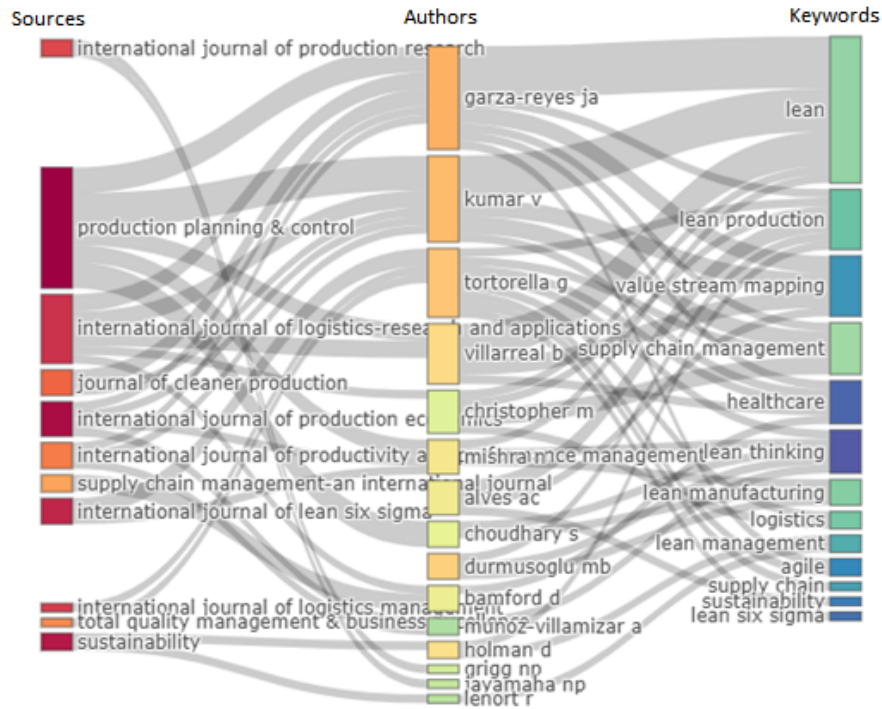 Sources
Authors
Keywords
international journal of production research
production planning & control
international journal of logistics-research and applications
journal of cleaner production
international journal of production economics
international journal of productivity a nce management
supply chain management-an international journal
international journal of lean six sigma
international journal of logistics management
total quality management & business
sustainability
garza-reyes ja
kumar v
tortorella g
villarreal b
christopher m
mishra n
alves ac
choudhary s
durmusoglu mb
bamford d
munoz-villamizar a
holman d
grigg np
jayamaha np
lenort r
lean
lean production
value stream mapping
supply chain management
healthcare
lean thinking
lean manufacturing
logistics
lean management
agile
supply chain
sustainability
lean six sigma